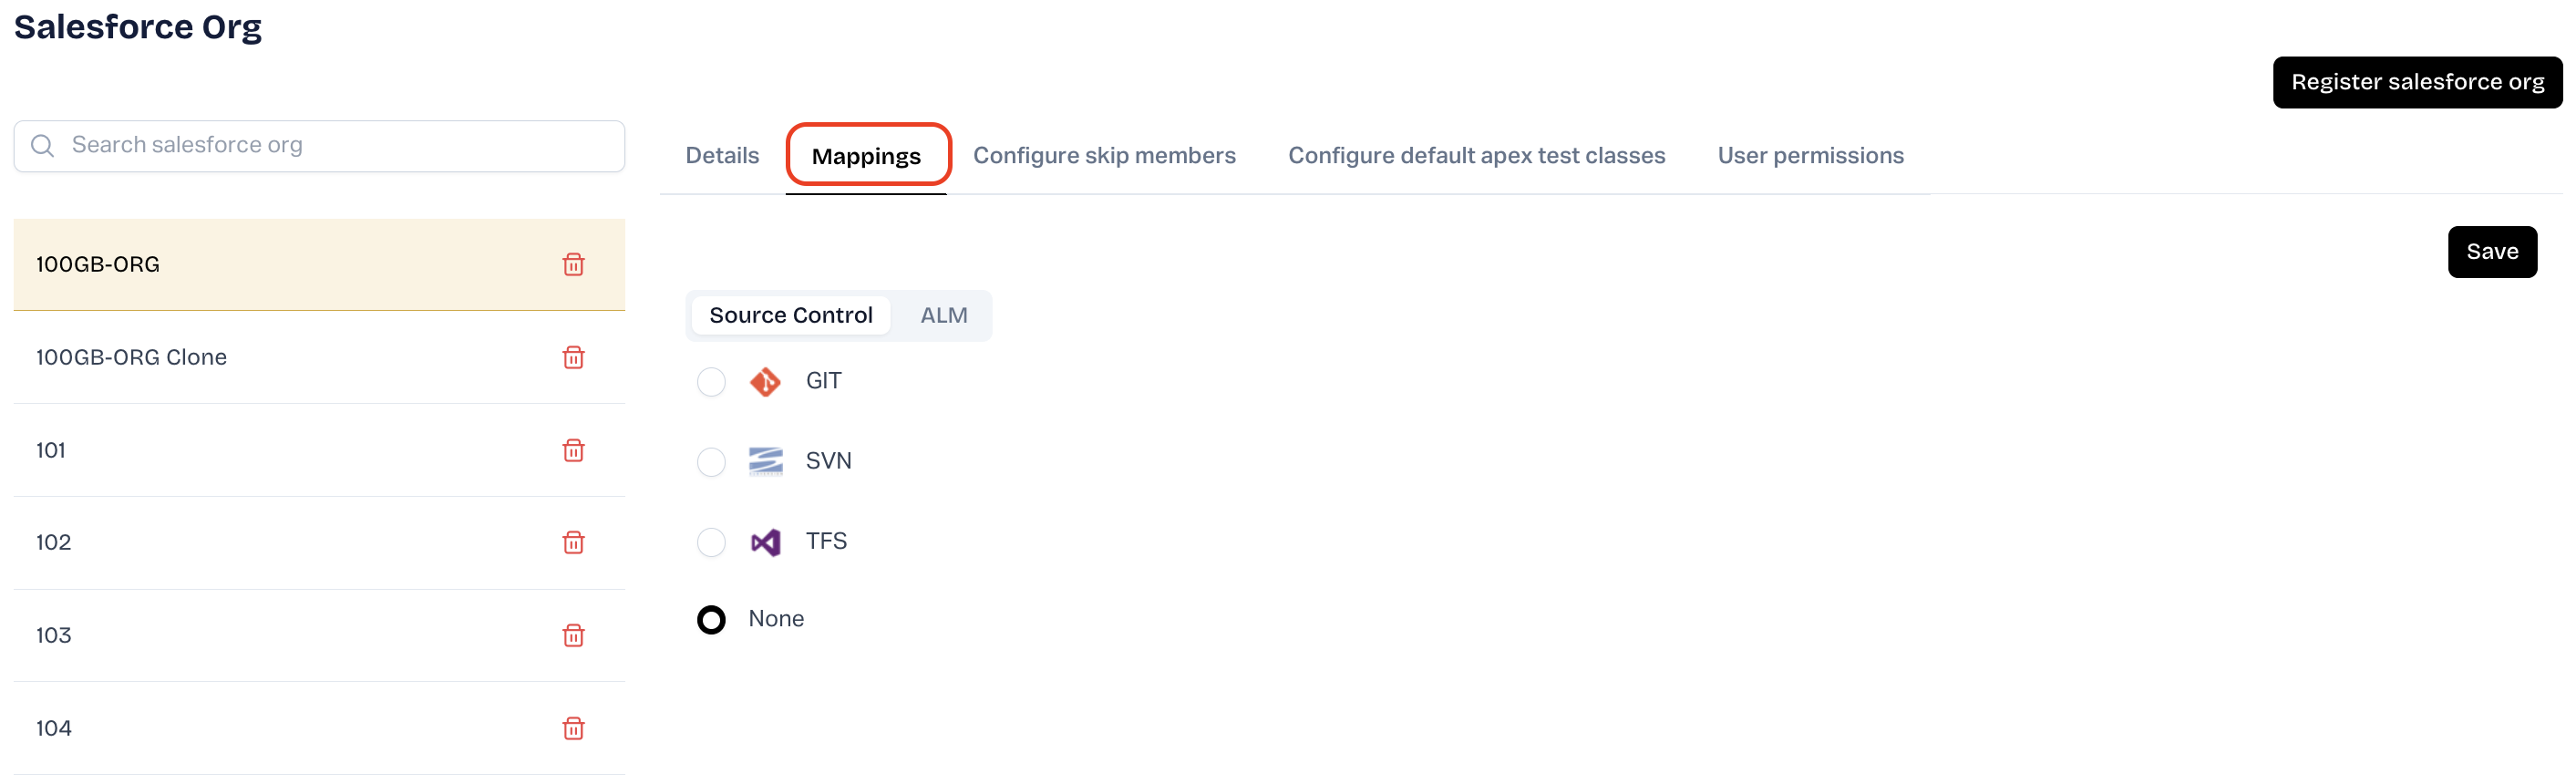 Salesforce Org
Register salesforce org
Search salesforce org
Details
Mappings
Configure skip members
Configure default apex test classes
User permissions
100GB-ORG
100GB-ORG Clone
101
102
103
104
Save
Source Control
ALM
GIT
SVN
TFS
None